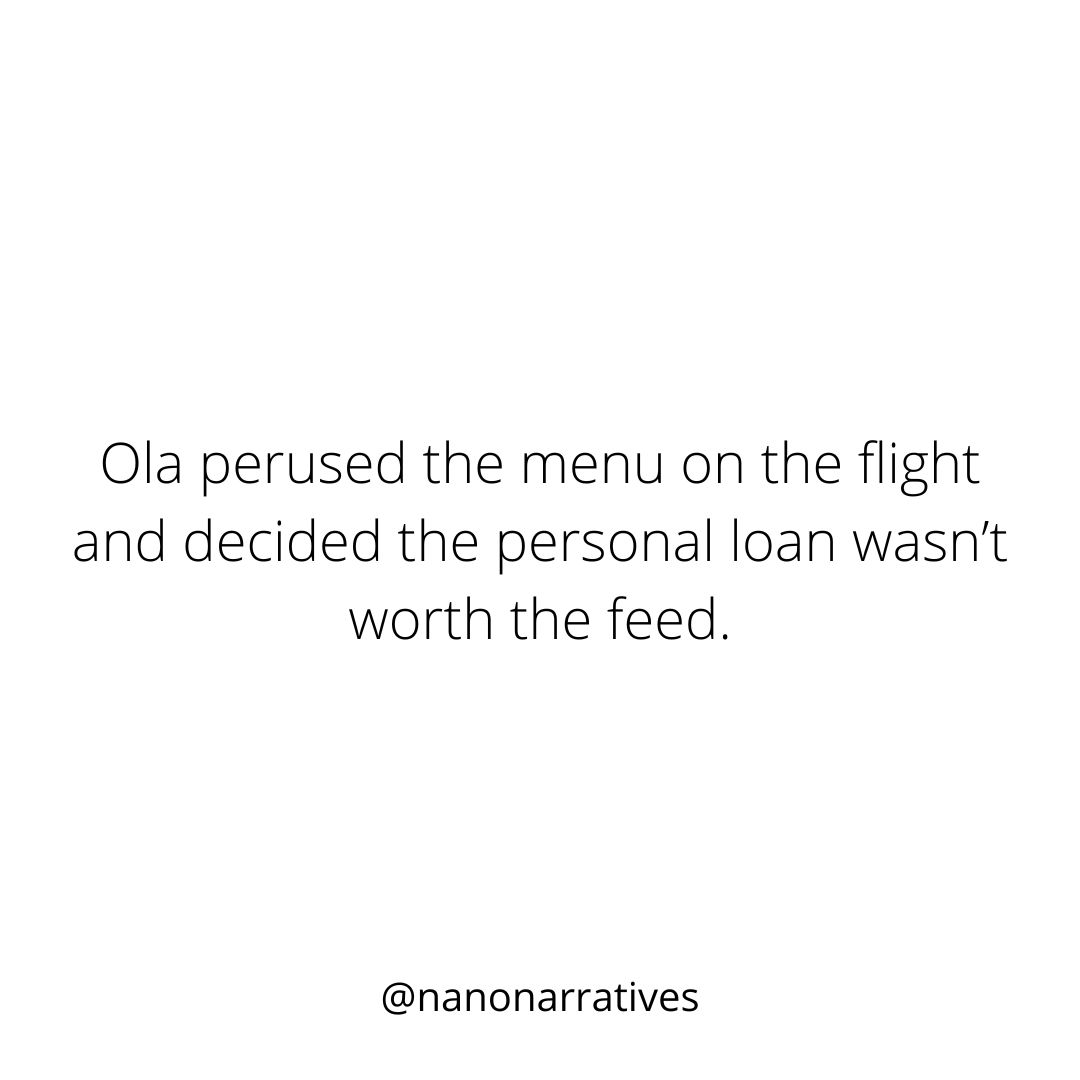 Ola perused the menu on the flight
and decided the personal loan wasn’t
worth the feed.
@nanonarratives